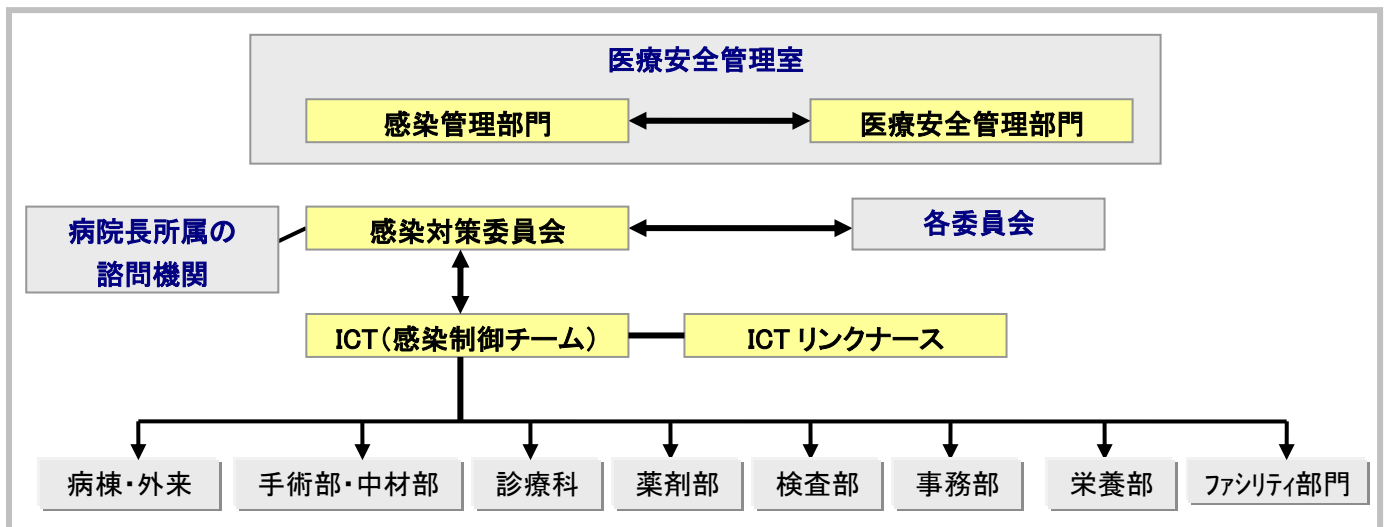 医療安全管理室
感染管理部門
医療安全管理部門
病院長所属の
諮問機関
感染対策委員会
各委員会
ICT(感染制御チーム)
ICT リンクナース
病棟・外来
手術部・中材部
診療科
薬剤部
検査部
事務部
栄養部
ファシリティ部門